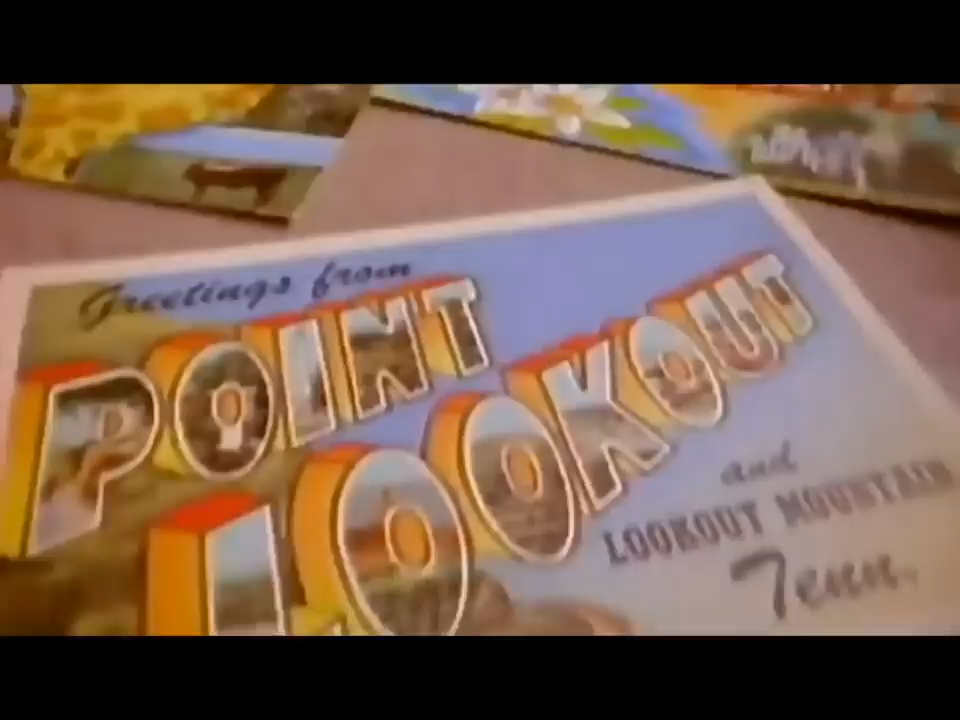 Greetings from
POINT
LOOKOUT
and
LOOKOUT MOUNTAIN
Tenn.